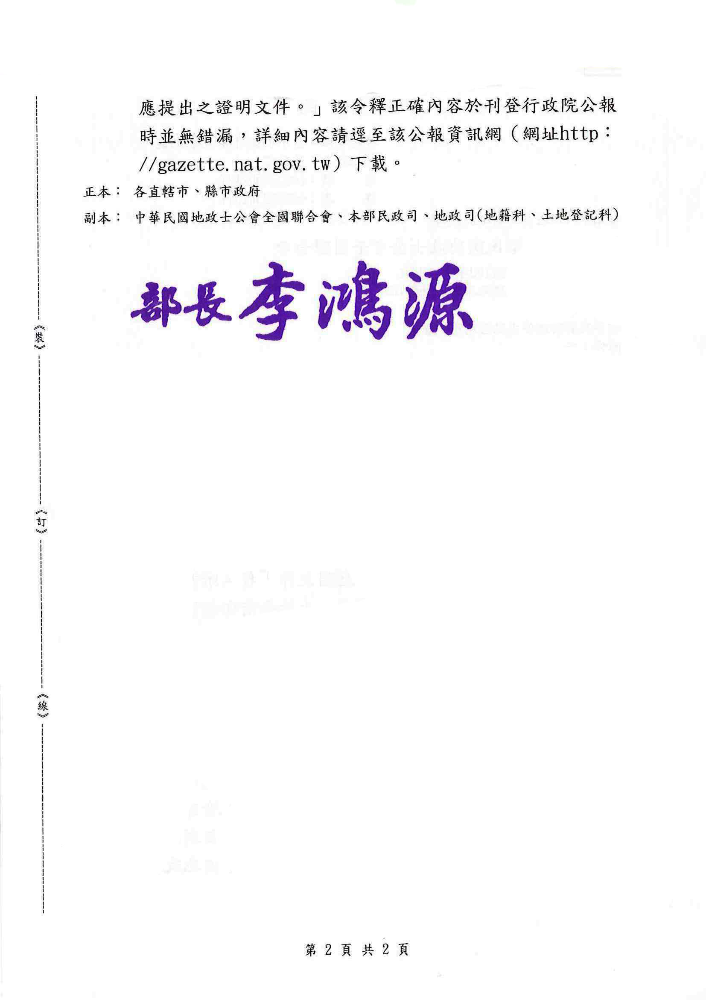 應提出之證明文件。」該令釋正確內容於刊登行政院公報
時並無錯漏，詳細內容請逕至該公報資訊網（網址http：
//gazette.nat.gov.tw）下載。
正本： 各直轄市、縣市政府
副本： 中華民國地政士公會全國聯合會、本部民政司、地政司(地籍科、土地登記科)
部長李鴻源
《裝》
《訂》
《線》
第 2 頁 共 2 頁